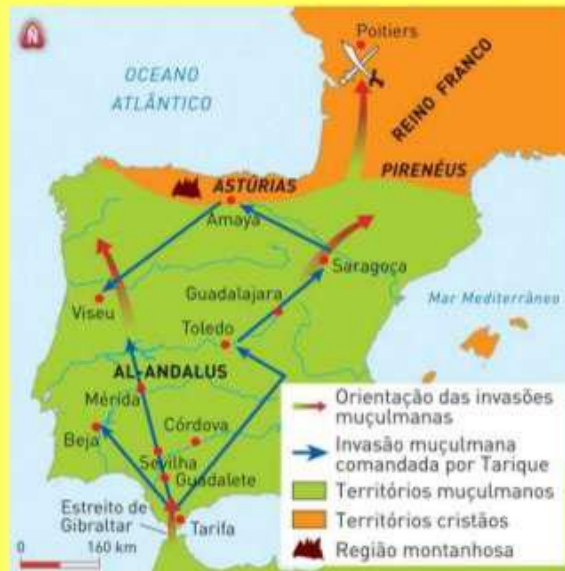 N
Poitiers
OCEANO
ATLÂNTICO
REINO FRANCO
PIRENÉUS
ASTÚRIAS
Amaya
Saragoça
Guadalajara
Viseu
Mar Mediterrâneo
Toledo
AL-ANDALUS
Mérida
Beja
Córdova
Sevilha
Guadalete
Estreito de
Gibraltar
Tarifa
0 160 km
Orientação das invasões
muçulmanas
Invasão muçulmana
comandada por Tarique
Territórios muçulmanos
Territórios cristãos
Região montanhosa